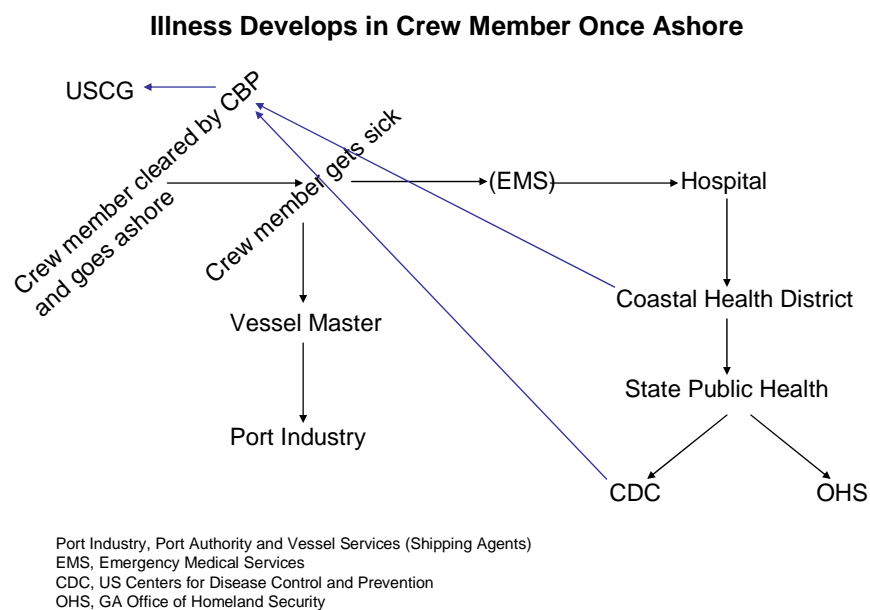 Illness Develops in Crew Member Once Ashore
USCG
Crew member cleared by CBP
and goes ashore
Crew member gets sick
(EMS)
Hospital
Vessel Master
Coastal Health District
Port Industry
State Public Health
CDC
OHS
Port Industry, Port Authority and Vessel Services (Shipping Agents)
EMS, Emergency Medical Services
CDC, US Centers for Disease Control and Prevention
OHS, GA Office of Homeland Security